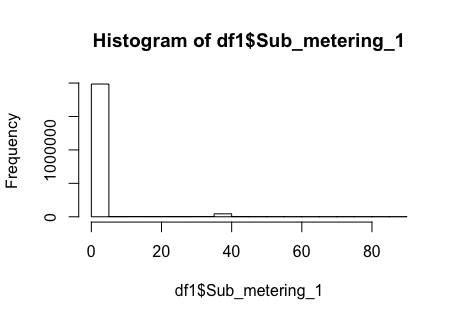 Histogram of df1$Sub_metering_1
Frequency
0 1000000
0 20 40 60 80
df1$Sub_metering_1